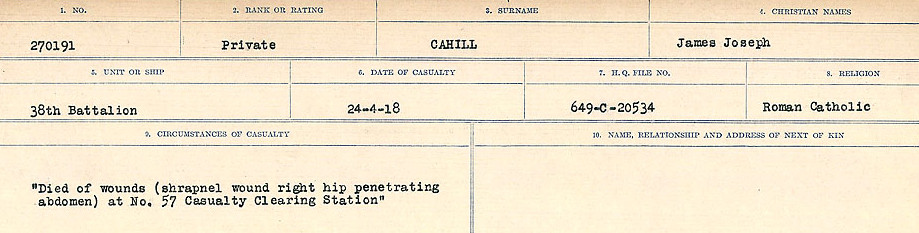 1. NO. 2. RANK OR RATING 3. SURNAME 4. CHRISTIAN NAMES
270191 Private CAHILL James Joseph
5. UNIT OR SHIP 6. DATE OF CASUALTY 7. H.Q. FILE NO. 8. RELIGION
38th Battalion 24-4-18 649-C-20534 Roman Catholic
9. CIRCUMSTANCES OF CASUALTY 10. NAME, RELATIONSHIP AND ADDRESS OF NEXT OF KIN
"Died of wounds (shrapnel wound right hip penetrating
abdomen) at No. 57 Casualty Clearing Station"